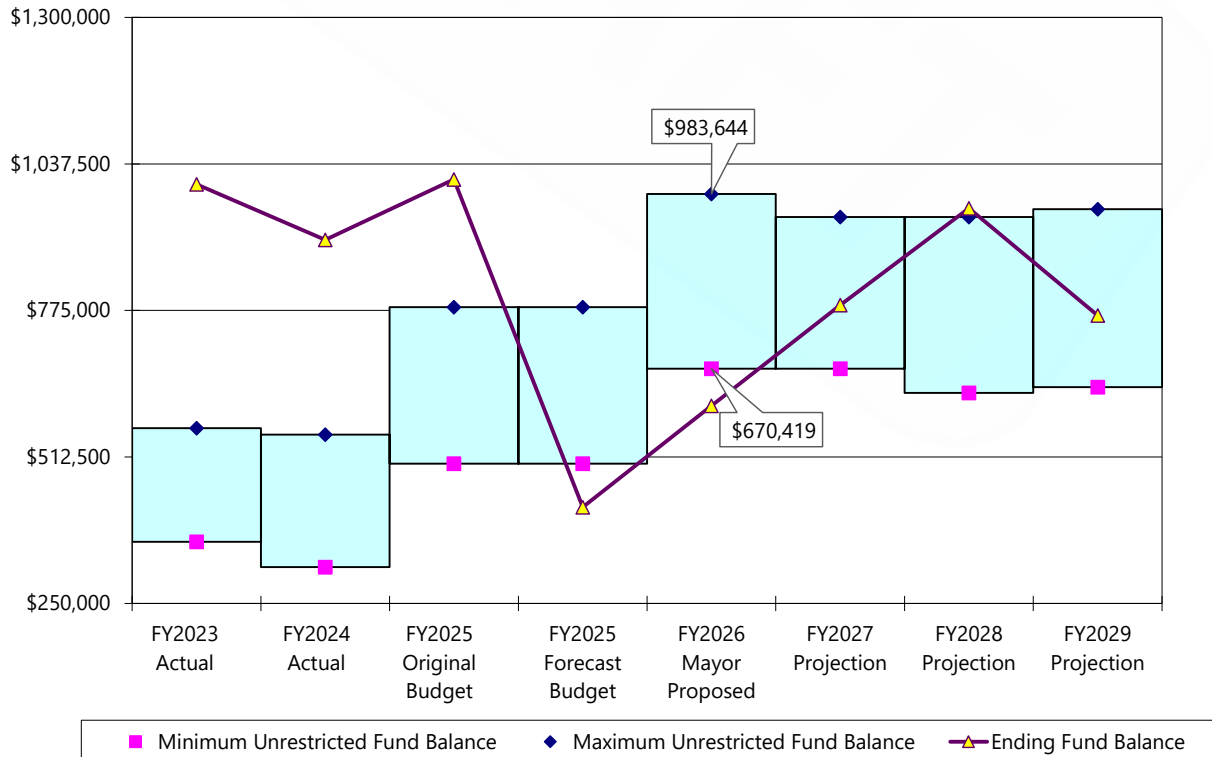 $1,300,000
$1,037,500
$775,000
$512,500
$250,000
$983,644
$670,419
FY2023
Actual
FY2024
Actual
FY2025
Original
Budget
FY2025
Forecast
Budget
FY2026
Mayor
Proposed
FY2027
Projection
FY2028
Projection
FY2029
Projection
Minimum Unrestricted Fund Balance
Maximum Unrestricted Fund Balance
Ending Fund Balance